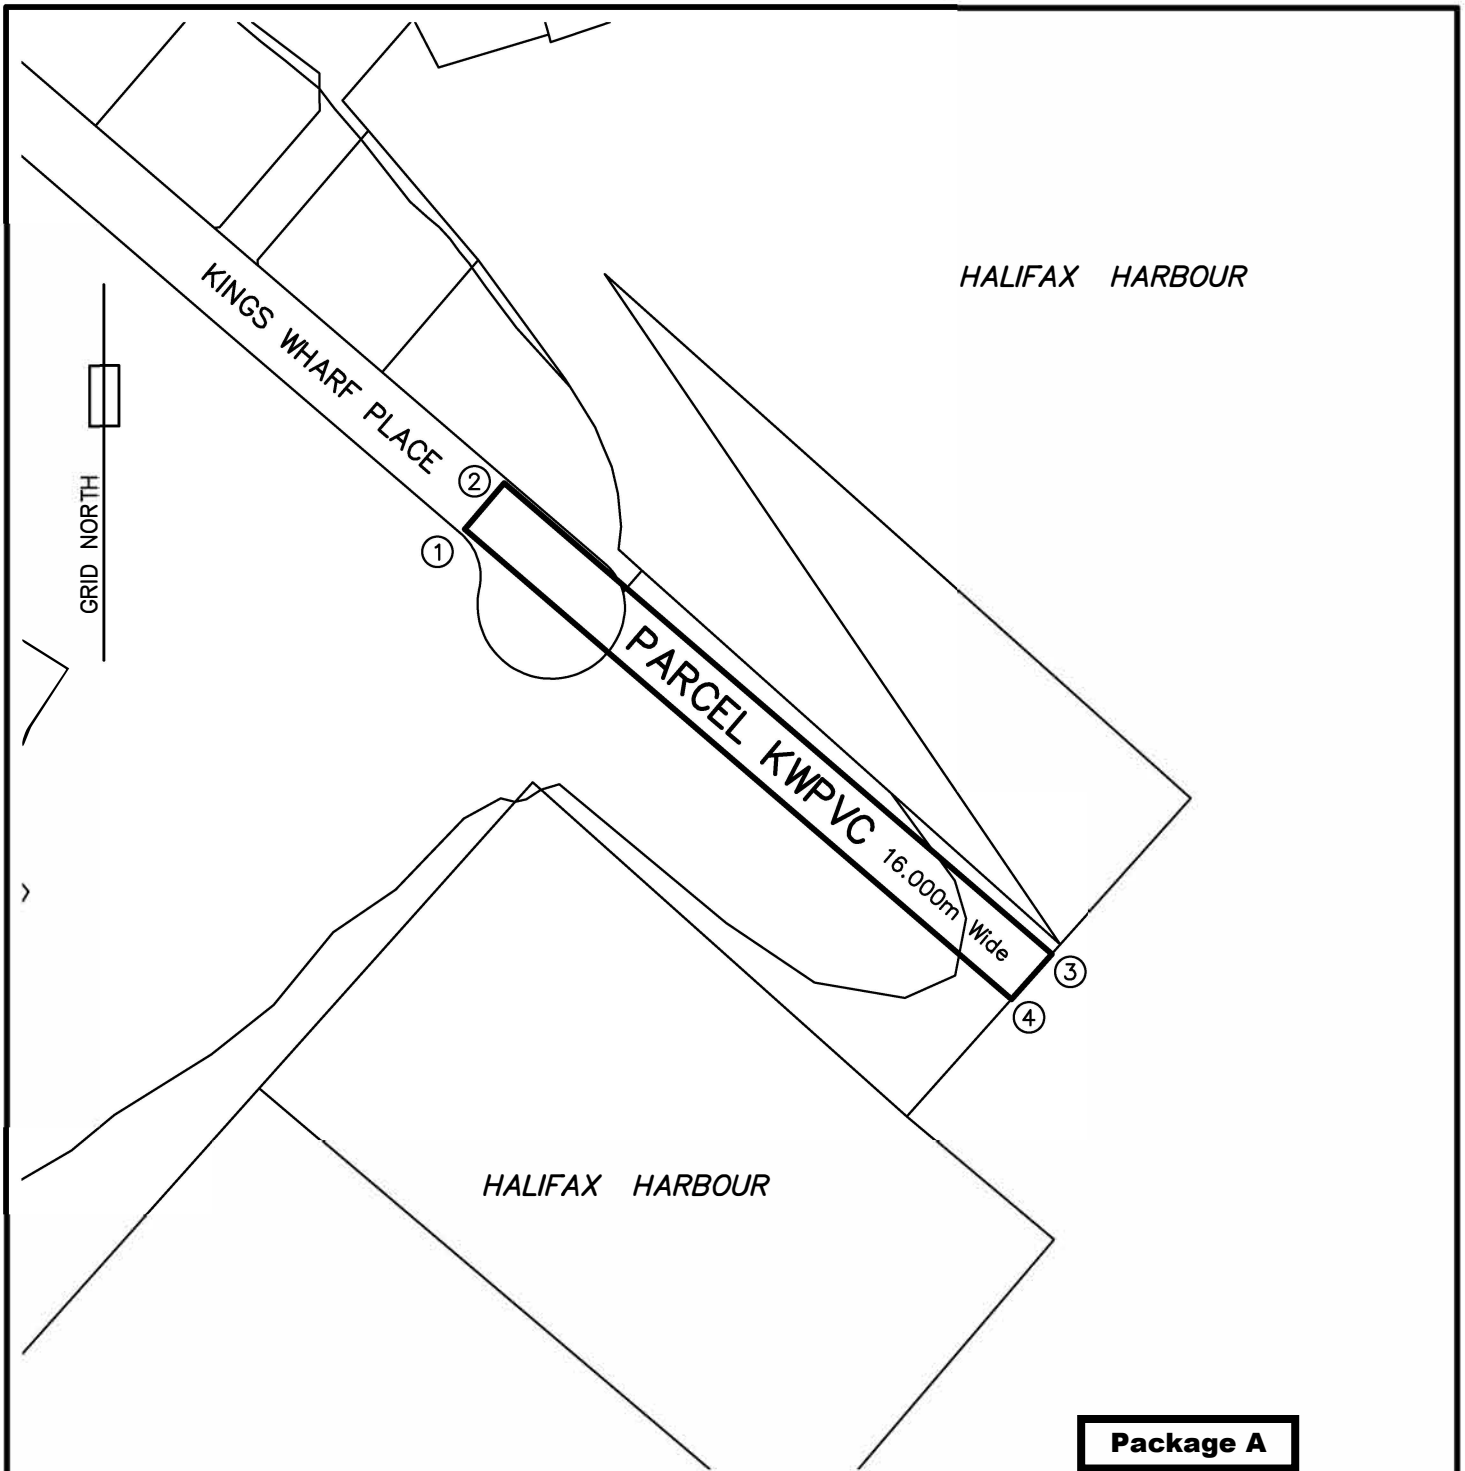 HALIFAX HARBOUR
KINGS WHARF PLACE
GRID NORTH
2
1
PARCEL KWPVC
16.000m Wide
3
4
HALIFAX HARBOUR
Package A